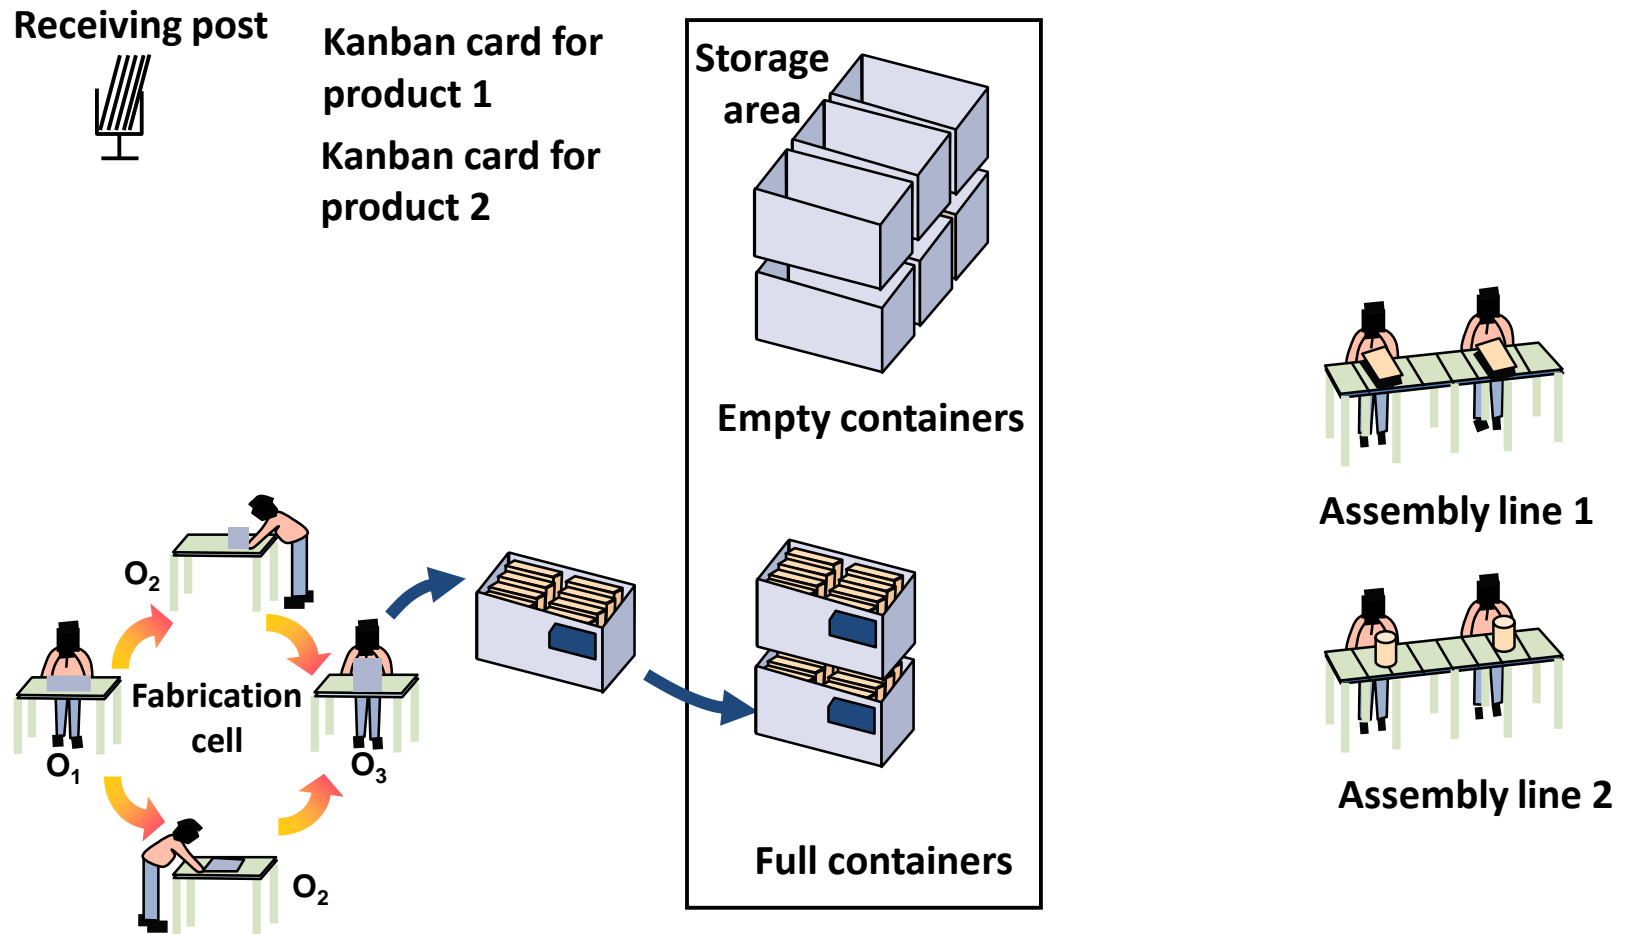 Receiving post
Kanban card for
product 1
Kanban card for
product 2
Storage
area
Empty containers
Assembly line 1
O₂
Fabrication
cell
O₁
O₃
O₂
Full containers
Assembly line 2